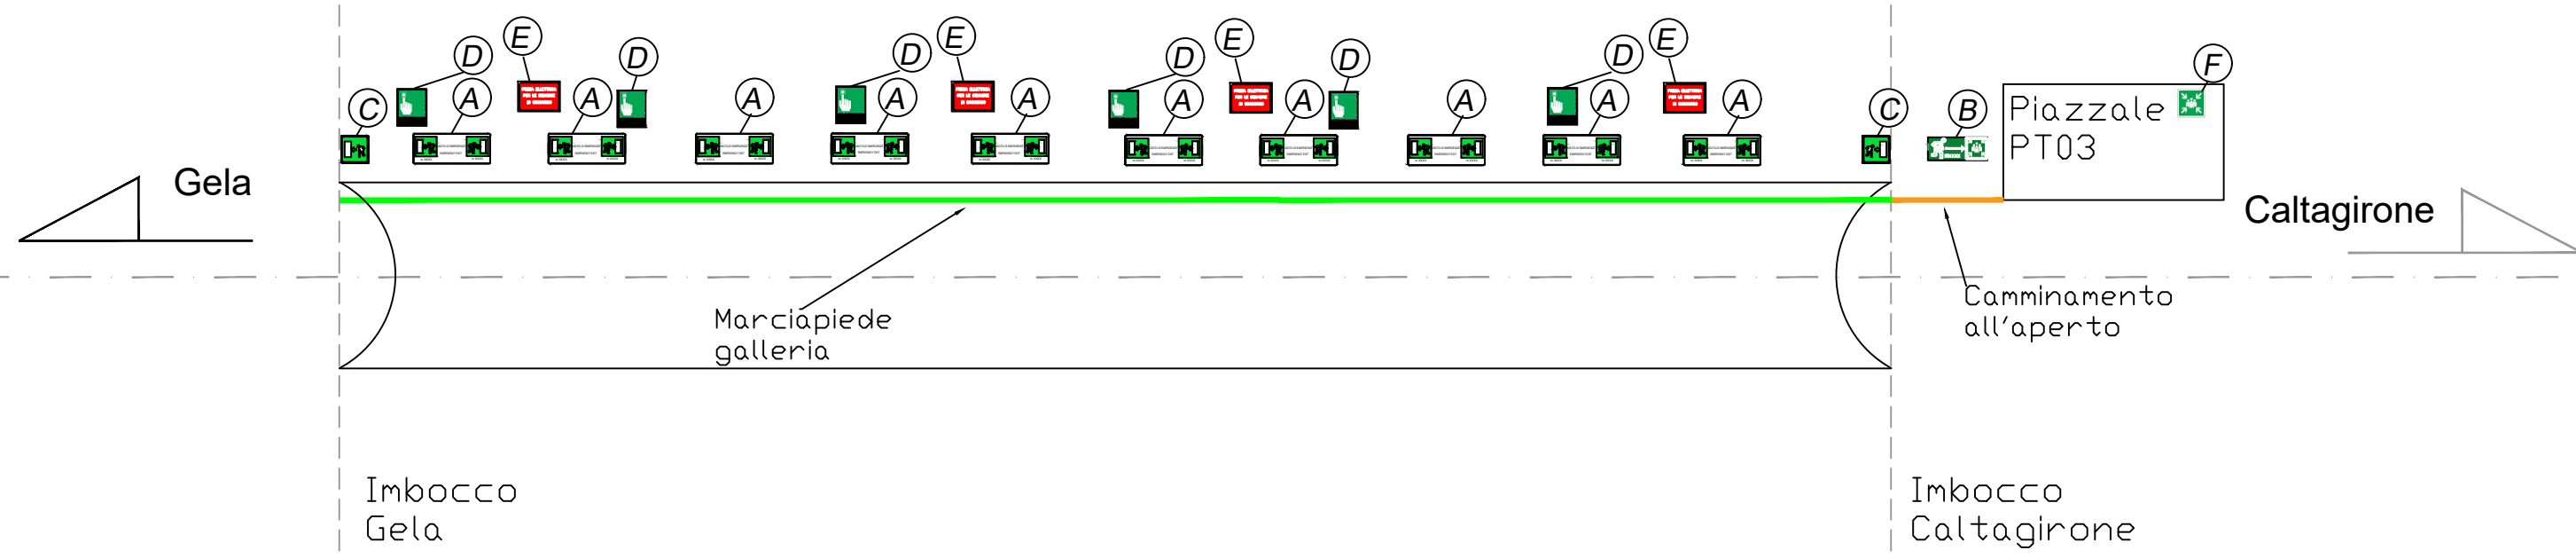 D E D D E D E D D E F
C A A A A A A A A A A C B
Piazzale
PT03
Gela
Caltagirone
Marciapiede
galleria
Camminamento
all'aperto
Imbocco
Gela
Imbocco
Caltagirone